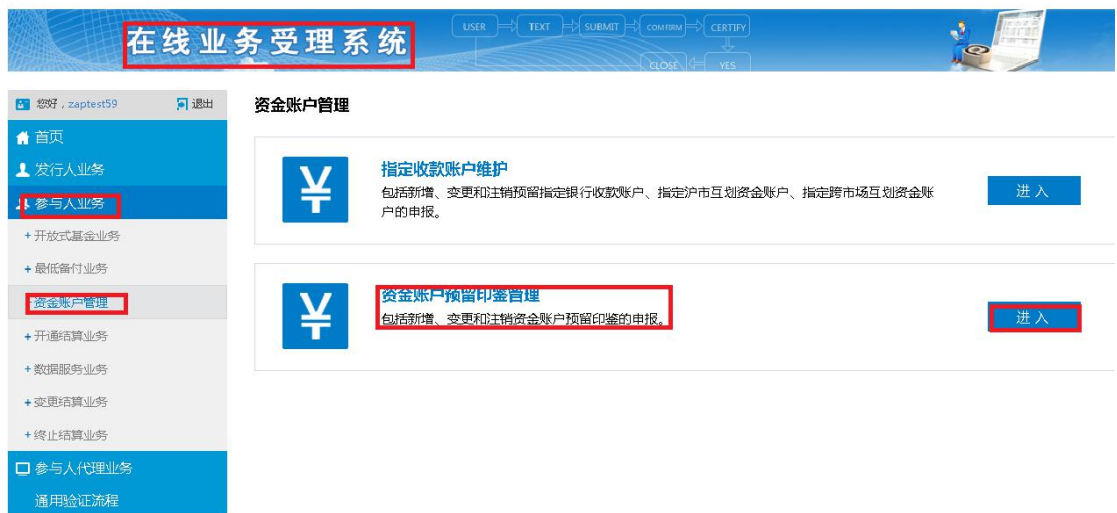 在线业务受理系统
USER TEXT SUBMIT COMFIRM CERTIFY
CLOSE YES
您好，zaptest59 退出
资金账户管理
首页
发行人业务
参与人业务
+开放式基金业务
+最低备付业务
资金账户管理
+开通结算业务
+数据服务业务
+变更结算业务
+终止结算业务
参与人代理业务
通用验证流程
指定收款账户维护
包括新增、变更和注销预留指定银行收款账户、指定沪市互划资金账户、指定跨市场互划资金账
户的申报。
进入
资金账户预留印鉴管理
包括新增、变更和注销资金账户预留印鉴的申报。
进入